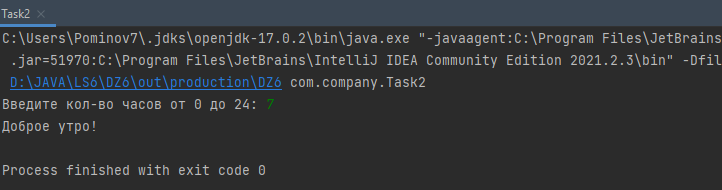 Task2
C:\Users\Pominov7\.jdks\openjdk-17.0.2\bin\java.exe "-javaagent:C:\Program Files\JetBrains
.jar=51970:C:\Program Files\JetBrains\IntelliJ IDEA Community Edition 2021.2.3\bin" -Dfil
D:\JAVA\LS6\DZ6\out\production\DZ6 com.company.Task2
Введите кол-во часов от 0 до 24: 7
Доброе утро!
Process finished with exit code 0